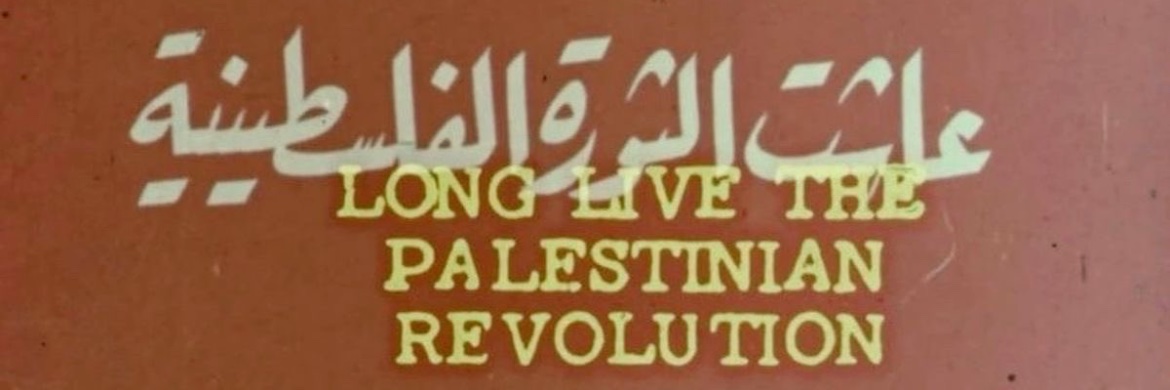 عاشت الثورة الفلسطينية
LONG LIVE THE
PALESTINIAN
REVOLUTION